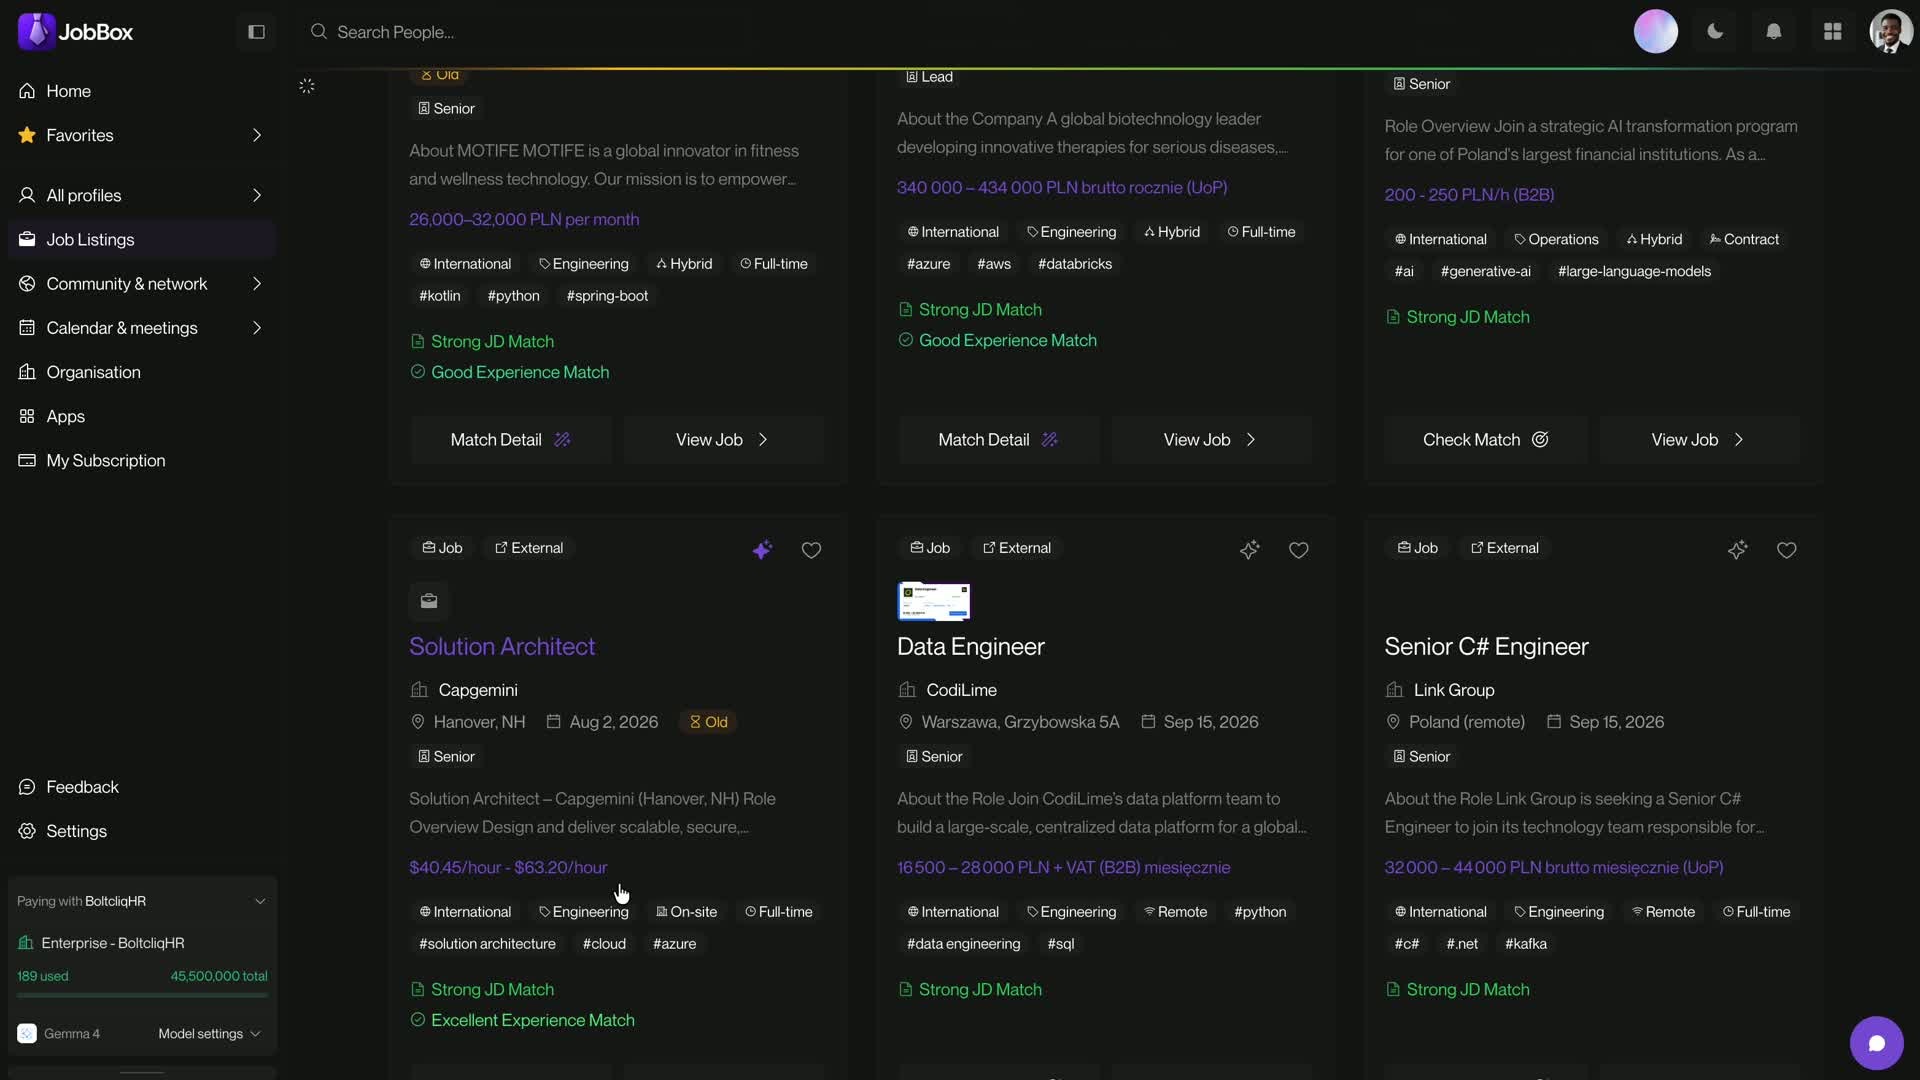 JobBox
Search People...
Home
Favorites
All profiles
Job Listings
Community & network
Calendar & meetings
Organisation
Apps
My Subscription
Feedback
Settings
Paying with BoltcliqHR
Enterprise - BoltcliqHR
189 used 45,500,000 total
Gemma 4 Model settings
Old
Senior
About MOTIFE MOTIFE is a global innovator in fitness
and wellness technology. Our mission is to empower...
26,000–32,000 PLN per month
International Engineering Hybrid Full-time
#kotlin #python #spring-boot
Strong JD Match
Good Experience Match
Match Detail View Job
Lead
About the Company A global biotechnology leader
developing innovative therapies for serious diseases,...
340 000 – 434 000 PLN brutto rocznie (UoP)
International Engineering Hybrid Full-time
#azure #aws #databricks
Strong JD Match
Good Experience Match
Match Detail View Job
Senior
Role Overview Join a strategic AI transformation program
for one of Poland's largest financial institutions. As a...
200 - 250 PLN/h (B2B)
International Operations Hybrid Contract
#ai #generative-ai #large-language-models
Strong JD Match
Check Match View Job
Job External
Solution Architect
Capgemini
Hanover, NH Aug 2, 2026 Old
Senior
Solution Architect – Capgemini (Hanover, NH) Role
Overview Design and deliver scalable, secure,...
$40.45/hour - $63.20/hour
International Engineering On-site Full-time
#solution architecture #cloud #azure
Strong JD Match
Excellent Experience Match
Job External
Data Engineer
CodiLime
Warszawa, Grzybowska 5A Sep 15, 2026
Senior
About the Role Join CodiLime's data platform team to
build a large-scale, centralized data platform for a global...
16 500 – 28 000 PLN + VAT (B2B) miesięcznie
International Engineering Remote #python
#data engineering #sql
Strong JD Match
Job External
Senior C# Engineer
Link Group
Poland (remote) Sep 15, 2026
Senior
About the Role Link Group is seeking a Senior C#
Engineer to join its technology team responsible for...
32 000 – 44 000 PLN brutto miesięcznie (UoP)
International Engineering Remote Full-time
#c# #.net #kafka
Strong JD Match